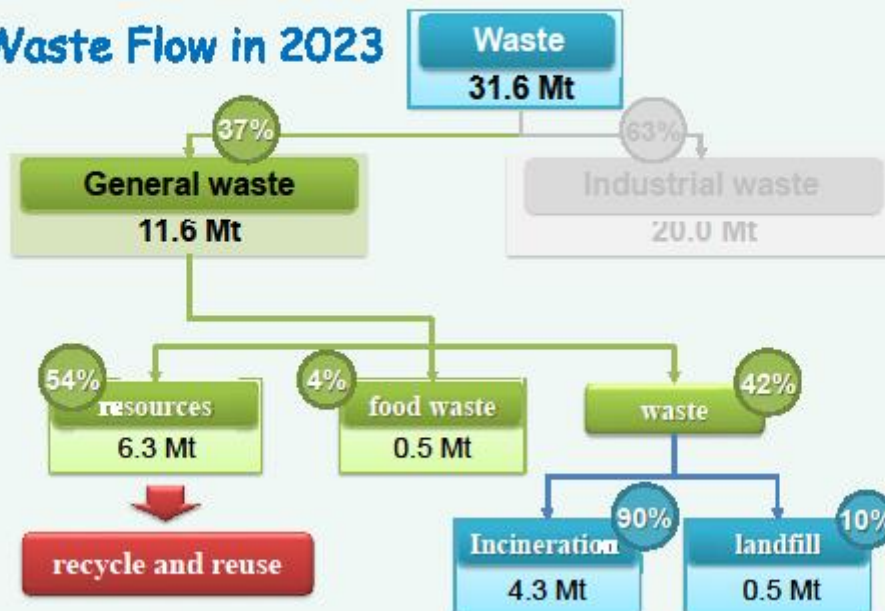 Waste Flow in 2023
Waste
31.6 Mt
37%
63%
General waste
11.6 Mt
Industrial waste
20.0 Mt
54%
resources
6.3 Mt
4%
food waste
0.5 Mt
42%
waste
recycle and reuse
90%
Incineration
4.3 Mt
10%
landfill
0.5 Mt